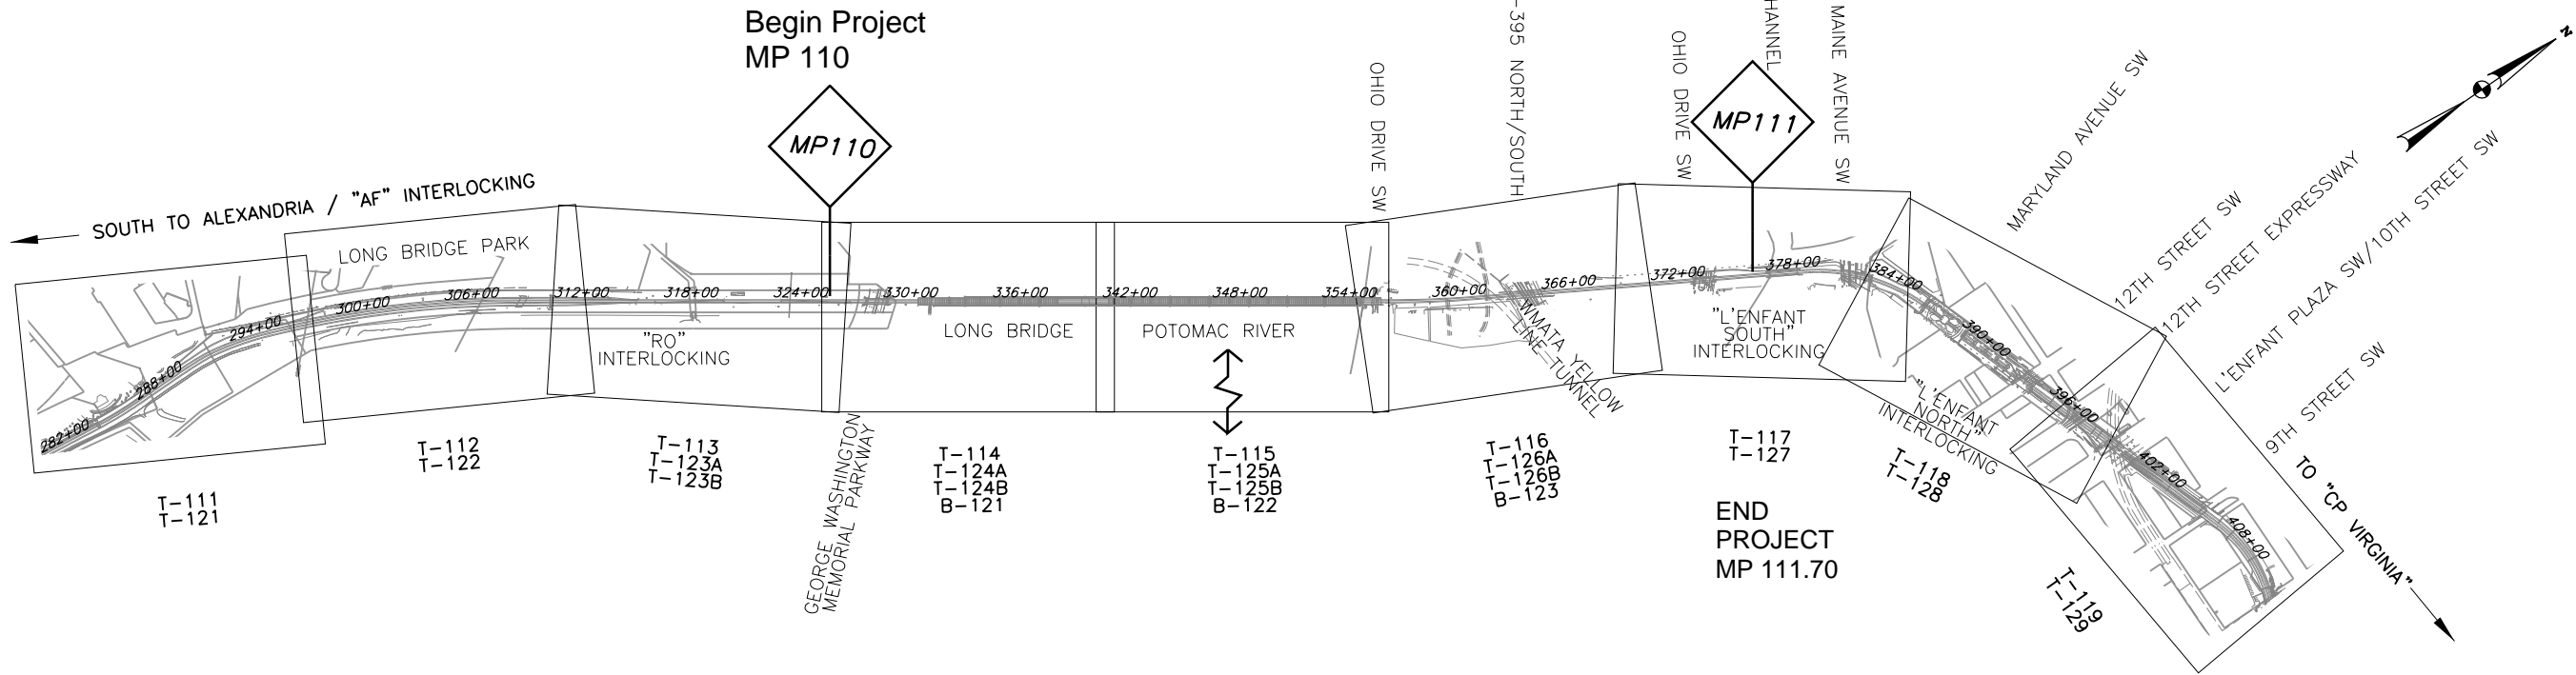 Begin Project
MP 110
MP110
SOUTH TO ALEXANDRIA / "AF" INTERLOCKING
LONG BRIDGE PARK
282+00
288+00
294+00
300+00
306+00
312+00
318+00
324+00
330+00
336+00
342+00
348+00
354+00
360+00
366+00
372+00
378+00
384+00
390+00
396+00
402+00
408+00
"RO"
INTERLOCKING
LONG BRIDGE
POTOMAC RIVER
OHIO DRIVE SW
-395 NORTH/SOUTH
OHIO DRIVE SW
HANNEL
MP111
MAINE AVENUE SW
MARYLAND AVENUE SW
12TH STREET SW
12TH STREET EXPRESSWAY
L'ENFANT PLAZA SW/10TH STREET SW
9TH STREET SW
N
WMATA YELLOW
LINE TUNNEL
"L'ENFANT
SOUTH"
INTERLOCKING
"L'ENFANT
NORTH"
INTERLOCKING
TO "CP VIRGINIA"
GEORGE WASHINGTON
MEMORIAL PARKWAY
T-111
T-121
T-112
T-122
T-113
T-123A
T-123B
T-114
T-124A
T-124B
B-121
T-115
T-125A
T-125B
B-122
T-116
T-126A
T-126B
B-123
T-117
T-127
T-118
T-128
T-119
T-129
END
PROJECT
MP 111.70